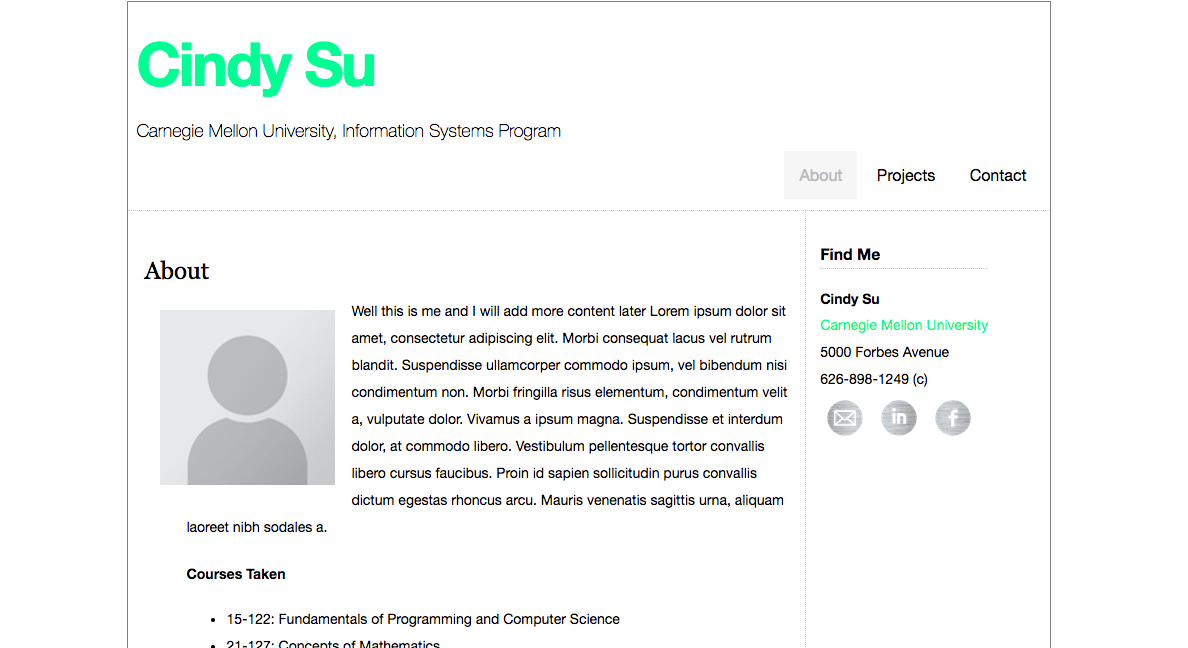 Cindy Su
Carnegie Mellon University, Information Systems Program
About
Projects
Contact
About
Well this is me and I will add more content later Lorem ipsum dolor sit
amet, consectetur adipiscing elit. Morbi consequat lacus vel rutrum
blandit. Suspendisse ullamcorper commodo ipsum, vel bibendum nisi
condimentum non. Morbi fringilla risus elementum, condimentum velit
a, vulputate dolor. Vivamus a ipsum magna. Suspendisse et interdum
dolor, at commodo libero. Vestibulum pellentesque tortor convallis
libero cursus faucibus. Proin id sapien sollicitudin purus convallis
dictum egestas rhoncus arcu. Mauris venenatis sagittis urna, aliquam
laoreet nibh sodales a.
Courses Taken
• 15-122: Fundamentals of Programming and Computer Science
• 21-127: Concepts of Mathematics
Find Me
Cindy Su
Carnegie Mellon University
5000 Forbes Avenue
626-898-1249 (c)
in
f